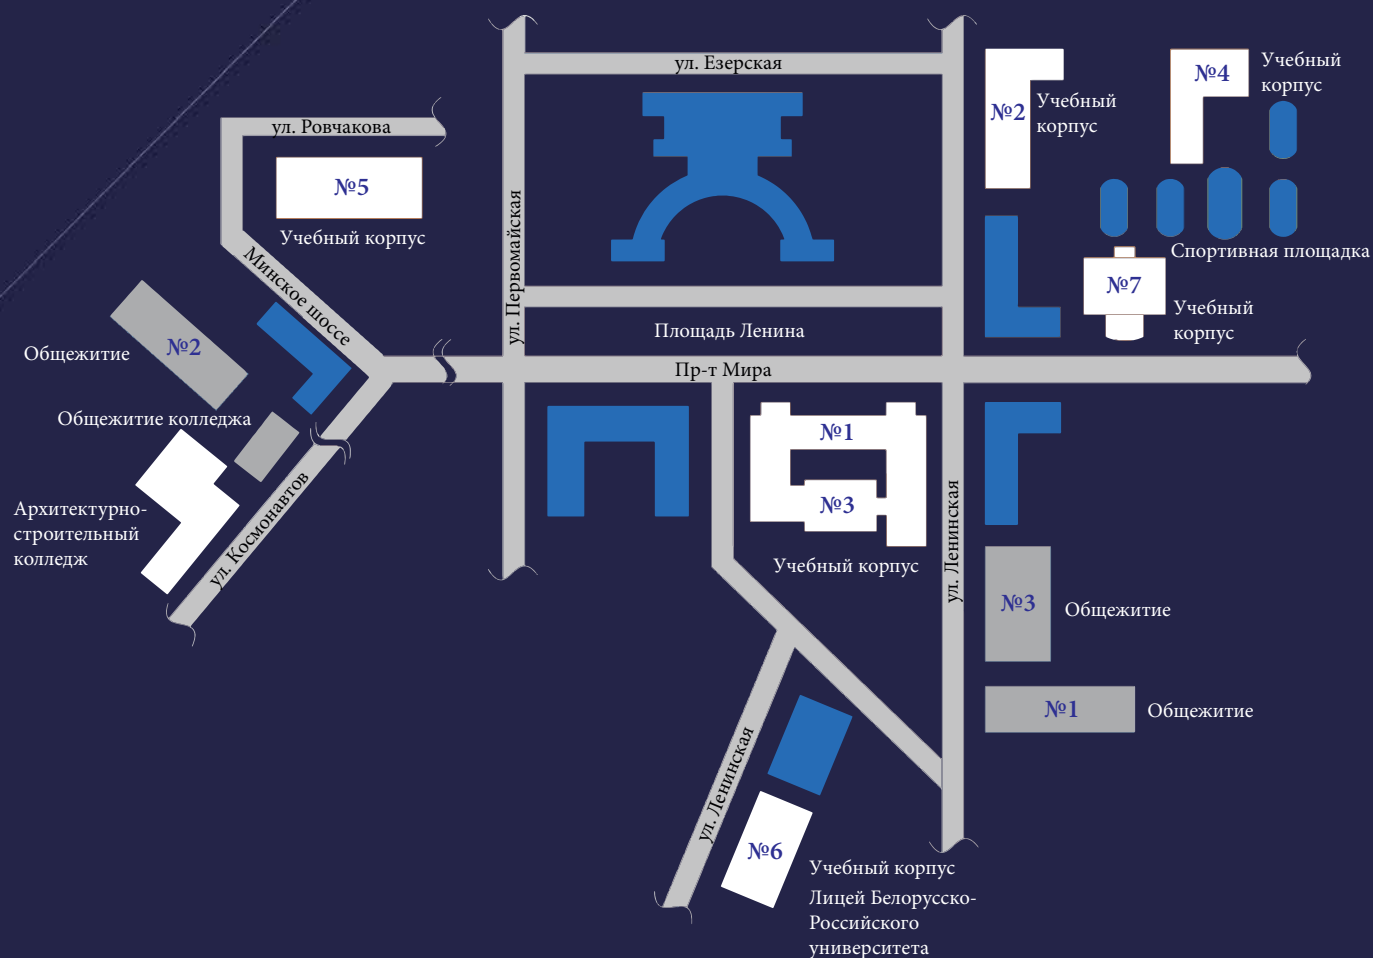 ул. Езерская
№2
Учебный
корпус
№4
Учебный
корпус
ул. Ровчакова
№5
Учебный корпус
ул. Первомайская
Минское шоссе
Спортивная площадка
№7
Учебный
корпус
Площадь Ленина
Пр-т Мира
№2
Общежитие
Общежитие колледжа
Архитектурно-
строительный
колледж
ул. Космонавтов
№1
№3
Учебный корпус
ул. Ленинская
№3
Общежитие
№1
Общежитие
ул. Ленинская
№6
Учебный корпус
Лицей Белорусско-
Российского
университета